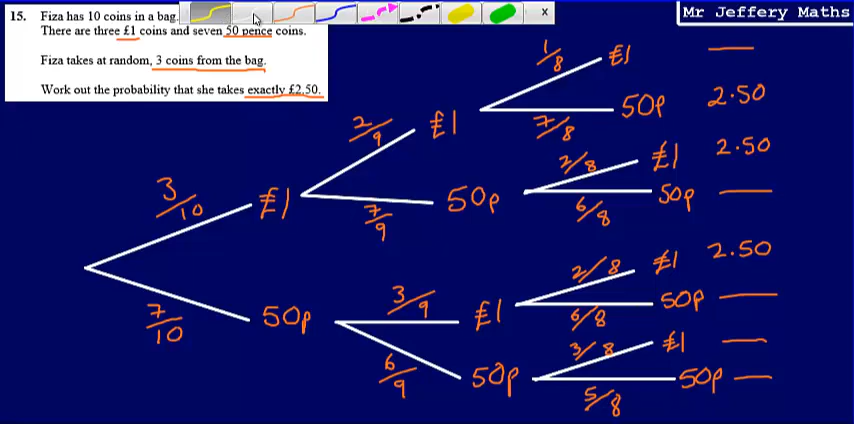 15. Fiza has 10 coins in a bag.
There are three £1 coins and seven 50 pence coins.
Fiza takes at random, 3 coins from the bag.
Work out the probability that she takes exactly £2.50.
x
Mr Jeffery Maths
1/8 £1 —
2/9 £1
7/8 50p 2.50
3/10 £1
2/8 £1 2.50
7/9 50p
6/8 50p —
2/8 £1 2.50
3/9 £1
6/8 50p —
7/10 50p
3/8 £1 —
6/9 50p
5/8 50p —